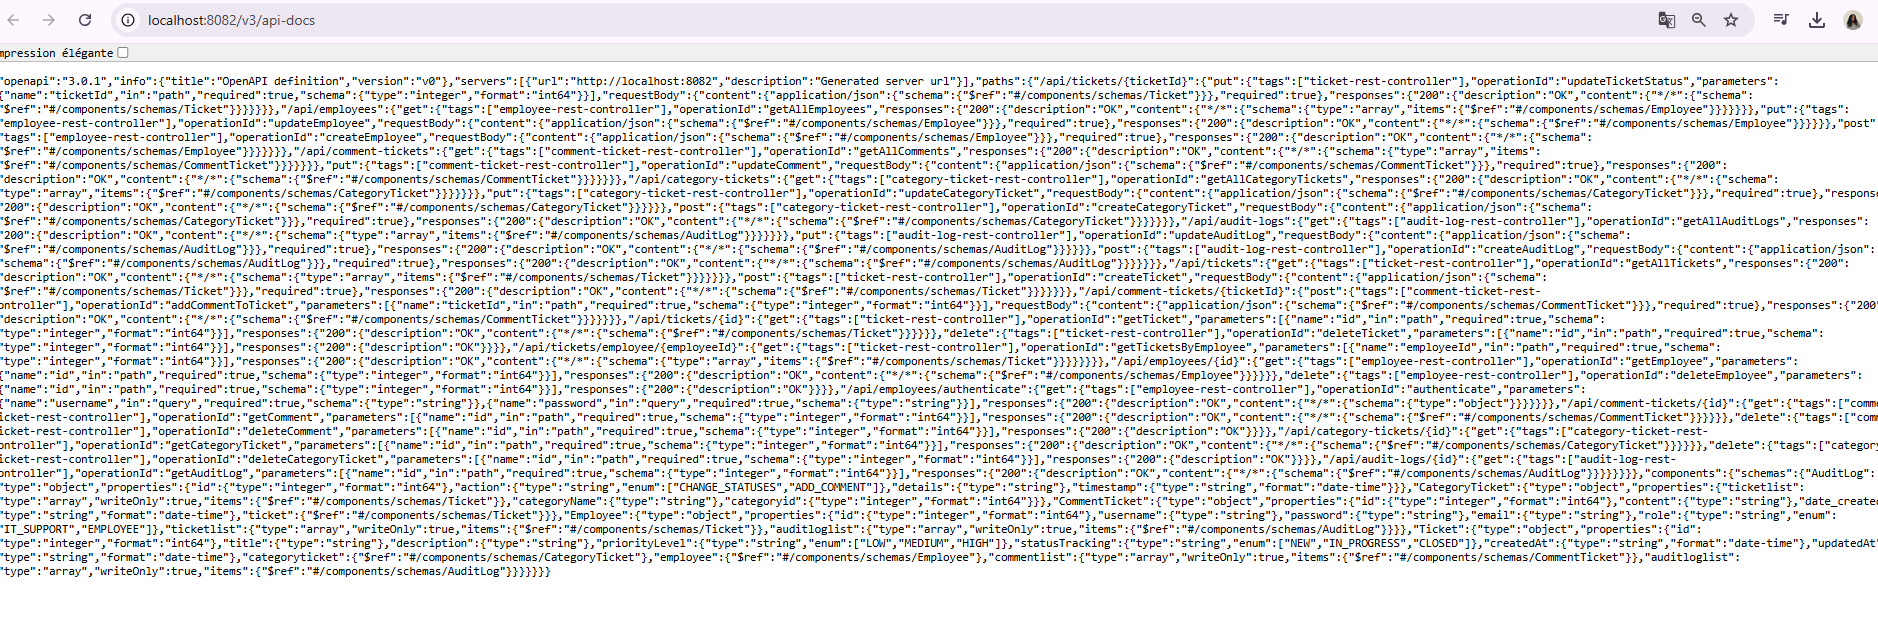 localhost:8082/v3/api-docs
mpression élégante
"openapi":"3.0.1","info":{"title":"OpenAPI definition","version":"v0"},"servers":[{"url":"http://localhost:8082","description":"Generated server url"}],"paths":{"/api/tickets/{ticketId}":{"put":{"tags":["ticket-rest-controller"],"operationId":"updateTicketStatus","parameters":
{"name":"ticketId","in":"path","required":true,"schema":{"type":"integer","format":"int64"}}],"requestBody":{"content":{"application/json":{"schema":{"$ref":"#/components/schemas/Ticket"}}},"required":true},"responses":{"200":{"description":"OK","content":{"*/*":{"schema":
"$ref":"#/components/schemas/Ticket"}}}}}}},"/api/employees":{"get":{"tags":["employee-rest-controller"],"operationId":"getAllEmployees","responses":{"200":{"description":"OK","content":{"*/*":{"schema":{"type":"array","items":{"$ref":"#/components/schemas/Employee"}}}}}}},"put":{"tags":
"employee-rest-controller"],"operationId":"updateEmployee","requestBody":{"content":{"application/json":{"schema":{"$ref":"#/components/schemas/Employee"}}},"required":true},"responses":{"200":{"description":"OK","content":{"*/*":{"schema":{"$ref":"#/components/schemas/Employee"}}}}}},"post"
"tags":["employee-rest-controller"],"operationId":"createEmployee","requestBody":{"content":{"application/json":{"schema":{"$ref":"#/components/schemas/Employee"}}},"required":true},"responses":{"200":{"description":"OK","content":{"*/*":{"schema":
"$ref":"#/components/schemas/Employee"}}}}}}},"/api/comment-tickets":{"get":{"tags":["comment-ticket-rest-controller"],"operationId":"getAllComments","responses":{"200":{"description":"OK","content":{"*/*":{"schema":{"type":"array","items":
"$ref":"#/components/schemas/CommentTicket"}}}}}}},"put":{"tags":["comment-ticket-rest-controller"],"operationId":"updateComment","requestBody":{"content":{"application/json":{"schema":{"$ref":"#/components/schemas/CommentTicket"}}},"required":true},"responses":{"200":
"description":"OK","content":{"*/*":{"schema":{"$ref":"#/components/schemas/CommentTicket"}}}}}}},"/api/category-tickets":{"get":{"tags":["category-ticket-rest-controller"],"operationId":"getAllCategoryTickets","responses":{"200":{"description":"OK","content":{"*/*":{"schema":
"type":"array","items":{"$ref":"#/components/schemas/CategoryTicket"}}}}}}},"put":{"tags":["category-ticket-rest-controller"],"operationId":"updateCategoryTicket","requestBody":{"content":{"application/json":{"schema":{"$ref":"#/components/schemas/CategoryTicket"}}},"required":true},"respons
"200":{"description":"OK","content":{"*/*":{"schema":{"$ref":"#/components/schemas/CategoryTicket"}}}}}},"post":{"tags":["category-ticket-rest-controller"],"operationId":"createCategoryTicket","requestBody":{"content":{"application/json":{"schema":
"$ref":"#/components/schemas/CategoryTicket"}}},"required":true},"responses":{"200":{"description":"OK","content":{"*/*":{"schema":{"$ref":"#/components/schemas/CategoryTicket"}}}}}}},"/api/audit-logs":{"get":{"tags":["audit-log-rest-controller"],"operationId":"getAllAuditLogs","responses":
"200":{"description":"OK","content":{"*/*":{"schema":{"type":"array","items":{"$ref":"#/components/schemas/AuditLog"}}}}}}},"put":{"tags":["audit-log-rest-controller"],"operationId":"updateAuditLog","requestBody":{"content":{"application/json":{"schema":
"$ref":"#/components/schemas/AuditLog"}}},"required":true},"responses":{"200":{"description":"OK","content":{"*/*":{"schema":{"$ref":"#/components/schemas/AuditLog"}}}}}},"post":{"tags":["audit-log-rest-controller"],"operationId":"createAuditLog","requestBody":{"content":{"application/json":
"schema":{"$ref":"#/components/schemas/AuditLog"}}},"required":true},"responses":{"200":{"description":"OK","content":{"*/*":{"schema":{"$ref":"#/components/schemas/AuditLog"}}}}}}},"/api/tickets":{"get":{"tags":["ticket-rest-controller"],"operationId":"getAllTickets","responses":{"200":
"description":"OK","content":{"*/*":{"schema":{"type":"array","items":{"$ref":"#/components/schemas/Ticket"}}}}}}},"post":{"tags":["ticket-rest-controller"],"operationId":"createTicket","requestBody":{"content":{"application/json":{"schema":
"$ref":"#/components/schemas/Ticket"}}},"required":true},"responses":{"200":{"description":"OK","content":{"*/*":{"schema":{"$ref":"#/components/schemas/Ticket"}}}}}}},"/api/comment-tickets/{ticketId}":{"post":{"tags":["comment-ticket-rest-
ontroller"],"operationId":"addCommentToTicket","parameters":[{"name":"ticketId","in":"path","required":true,"schema":{"type":"integer","format":"int64"}}],"requestBody":{"content":{"application/json":{"schema":{"$ref":"#/components/schemas/CommentTicket"}}},"required":true},"responses":{"200"
"description":"OK","content":{"*/*":{"schema":{"$ref":"#/components/schemas/CommentTicket"}}}}}}},"/api/tickets/{id}":{"get":{"tags":["ticket-rest-controller"],"operationId":"getTicket","parameters":[{"name":"id","in":"path","required":true,"schema":
"type":"integer","format":"int64"}}],"responses":{"200":{"description":"OK","content":{"*/*":{"schema":{"$ref":"#/components/schemas/Ticket"}}}}}},"delete":{"tags":["ticket-rest-controller"],"operationId":"deleteTicket","parameters":[{"name":"id","in":"path","required":true,"schema":
"type":"integer","format":"int64"}}],"responses":{"200":{"description":"OK"}}}},"/api/tickets/employee/{employeeId}":{"get":{"tags":["ticket-rest-controller"],"operationId":"getTicketsByEmployee","parameters":[{"name":"employeeId","in":"path","required":true,"schema":
"type":"integer","format":"int64"}}],"responses":{"200":{"description":"OK","content":{"*/*":{"schema":{"type":"array","items":{"$ref":"#/components/schemas/Ticket"}}}}}}}},"/api/employees/{id}":{"get":{"tags":["employee-rest-controller"],"operationId":"getEmployee","parameters":
{"name":"id","in":"path","required":true,"schema":{"type":"integer","format":"int64"}}],"responses":{"200":{"description":"OK","content":{"*/*":{"schema":{"$ref":"#/components/schemas/Employee"}}}}}},"delete":{"tags":["employee-rest-controller"],"operationId":"deleteEmployee","parameters":
{"name":"id","in":"path","required":true,"schema":{"type":"integer","format":"int64"}}],"responses":{"200":{"description":"OK"}}}},"/api/employees/authenticate":{"get":{"tags":["employee-rest-controller"],"operationId":"authenticate","parameters":
{"name":"username","in":"query","required":true,"schema":{"type":"string"}},{"name":"password","in":"query","required":true,"schema":{"type":"string"}}],"responses":{"200":{"description":"OK","content":{"*/*":{"schema":{"type":"object"}}}}}}},"/api/comment-tickets/{id}":{"get":{"tags":["comme
ticket-rest-controller"],"operationId":"getComment","parameters":[{"name":"id","in":"path","required":true,"schema":{"type":"integer","format":"int64"}}],"responses":{"200":{"description":"OK","content":{"*/*":{"schema":{"$ref":"#/components/schemas/CommentTicket"}}}}}},"delete":{"tags":["com
icket-rest-controller"],"operationId":"deleteComment","parameters":[{"name":"id","in":"path","required":true,"schema":{"type":"integer","format":"int64"}}],"responses":{"200":{"description":"OK"}}}},"/api/category-tickets/{id}":{"get":{"tags":["category-ticket-rest-
ontroller"],"operationId":"getCategoryTicket","parameters":[{"name":"id","in":"path","required":true,"schema":{"type":"integer","format":"int64"}}],"responses":{"200":{"description":"OK","content":{"*/*":{"schema":{"$ref":"#/components/schemas/CategoryTicket"}}}}}},"delete":{"tags":["category
icket-rest-controller"],"operationId":"deleteCategoryTicket","parameters":[{"name":"id","in":"path","required":true,"schema":{"type":"integer","format":"int64"}}],"responses":{"200":{"description":"OK"}}}},"/api/audit-logs/{id}":{"get":{"tags":["audit-log-rest-
ontroller"],"operationId":"getAuditLog","parameters":[{"name":"id","in":"path","required":true,"schema":{"type":"integer","format":"int64"}}],"responses":{"200":{"description":"OK","content":{"*/*":{"schema":{"$ref":"#/components/schemas/AuditLog"}}}}}}}},"components":{"schemas":{"AuditLog":
"type":"object","properties":{"id":{"type":"integer","format":"int64"},"action":{"type":"string","enum":["CHANGE_STATUSES","ADD_COMMENT"]},"details":{"type":"string"},"timestamp":{"type":"string","format":"date-time"}}},"CategoryTicket":{"type":"object","properties":{"ticketlist":
"type":"array","writeOnly":true,"items":{"$ref":"#/components/schemas/Ticket"}},"categoryName":{"type":"string"},"categoryid":{"type":"integer","format":"int64"}}},"CommentTicket":{"type":"object","properties":{"id":{"type":"integer","format":"int64"},"content":{"type":"string"},"date_created
"type":"string","format":"date-time"},"ticket":{"$ref":"#/components/schemas/Ticket"}}},"Employee":{"type":"object","properties":{"id":{"type":"integer","format":"int64"},"username":{"type":"string"},"password":{"type":"string"},"email":{"type":"string"},"role":{"type":"string","enum":
"IT_SUPPORT","EMPLOYEE"]},"ticketlist":{"type":"array","writeOnly":true,"items":{"$ref":"#/components/schemas/Ticket"}},"auditloglist":{"type":"array","writeOnly":true,"items":{"$ref":"#/components/schemas/AuditLog"}}}},"Ticket":{"type":"object","properties":{"id":
"type":"integer","format":"int64"},"title":{"type":"string"},"description":{"type":"string"},"priorityLevel":{"type":"string","enum":["LOW","MEDIUM","HIGH"]},"statusTracking":{"type":"string","enum":["NEW","IN_PROGRESS","CLOSED"]},"createdAt":{"type":"string","format":"date-time"},"updatedAt"
"type":"string","format":"date-time"},"categoryticket":{"$ref":"#/components/schemas/CategoryTicket"},"employee":{"$ref":"#/components/schemas/Employee"},"commentlist":{"type":"array","writeOnly":true,"items":{"$ref":"#/components/schemas/CommentTicket"}},"auditloglist":
"type":"array","writeOnly":true,"items":{"$ref":"#/components/schemas/AuditLog"}}}}}}}